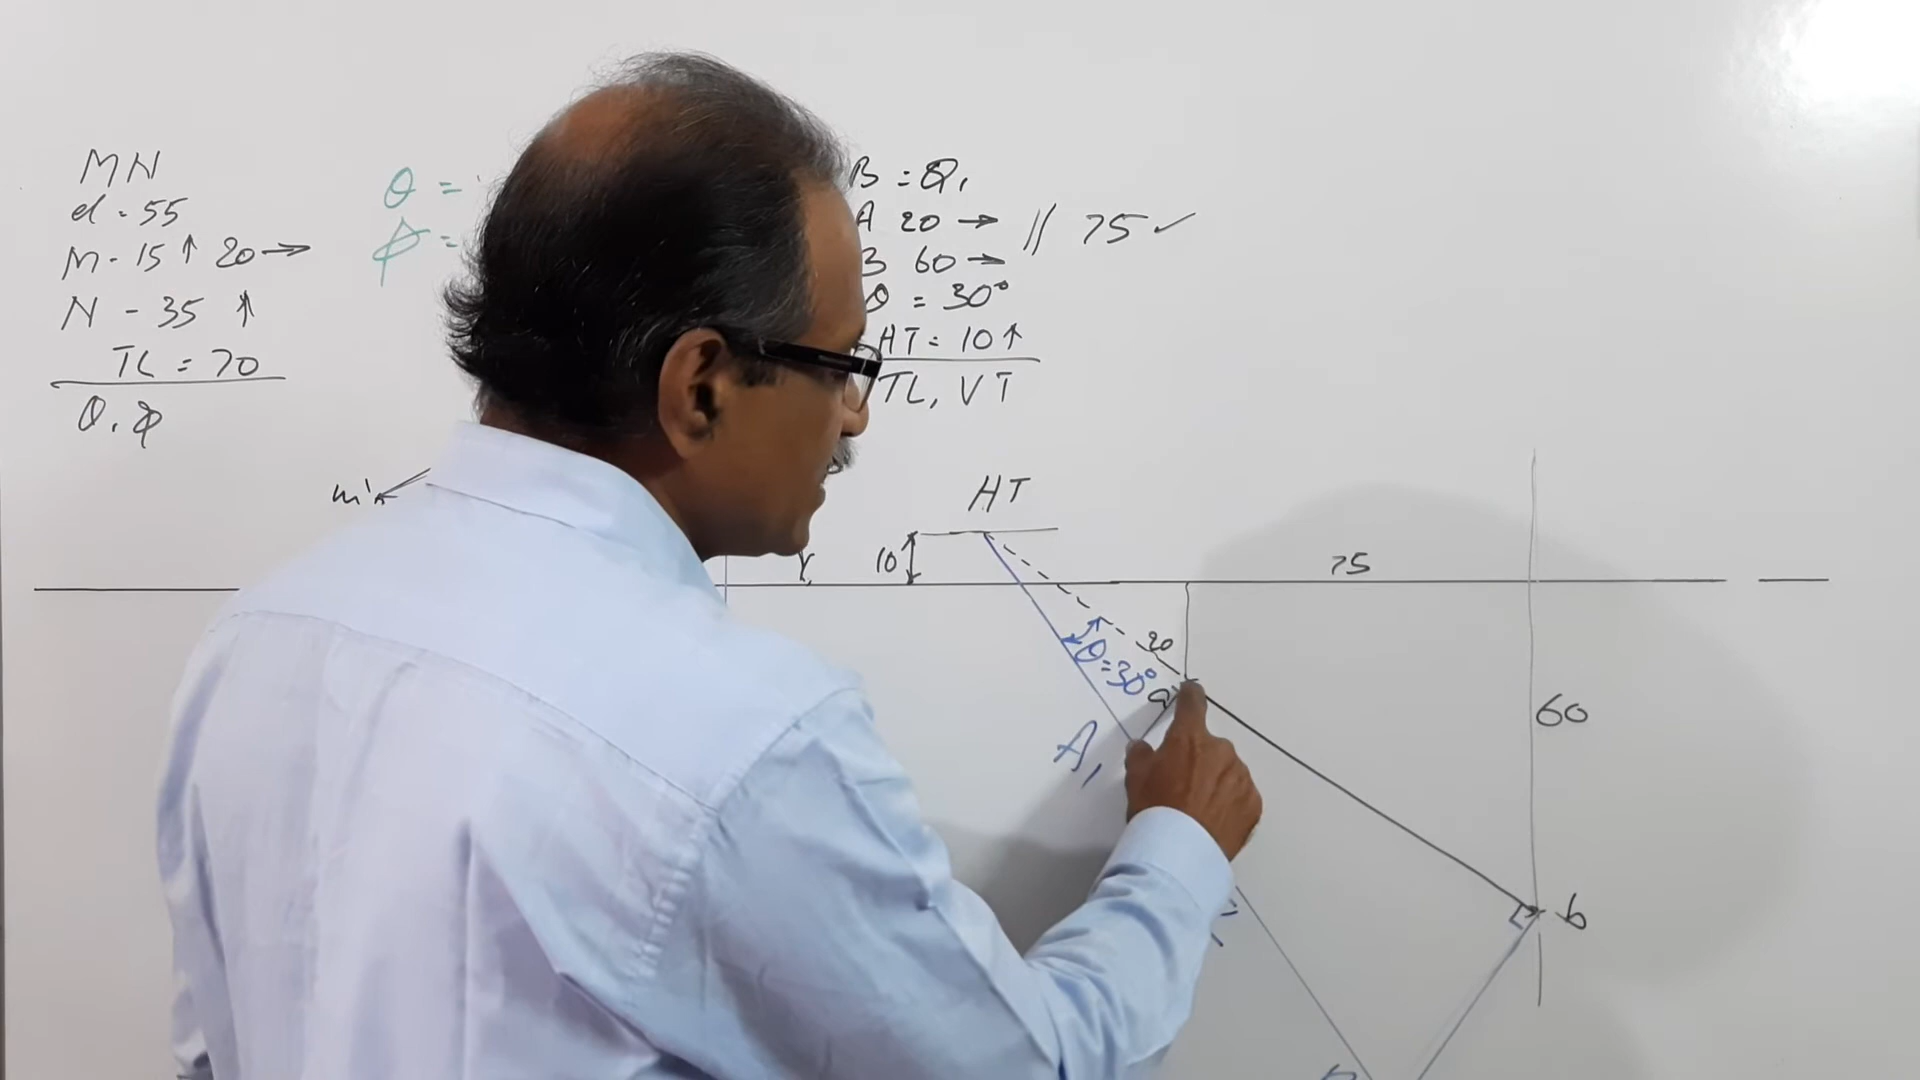 MN
d = 55
M - 15 ↑ 20 →
N - 35 ↑
TL = 70
θ, φ
θ =
φ =
B = Q,
A 20 →
B 60 →
// 75 ✓
θ = 30°
HT = 10 ↑
TL, VT
m'
HT
10
Y,
75
20
θ=30°
a
A₁
60
b